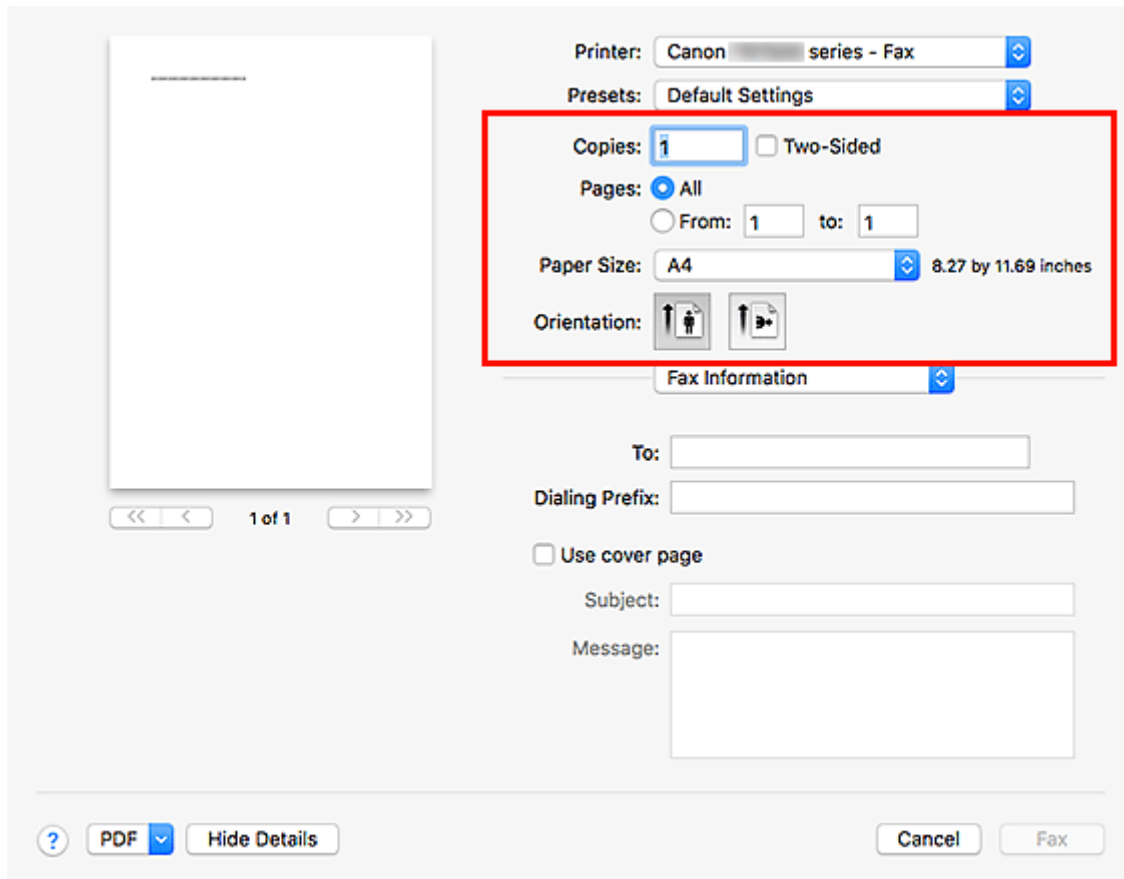 Printer: Canon series - Fax
Presets: Default Settings
Copies: 1 Two-Sided
Pages: All
From: 1 to: 1
Paper Size: A4 8.27 by 11.69 inches
Orientation:
Fax Information
To:
Dialing Prefix:
1 of 1
Use cover page
Subject:
Message:
? PDF Hide Details Cancel Fax